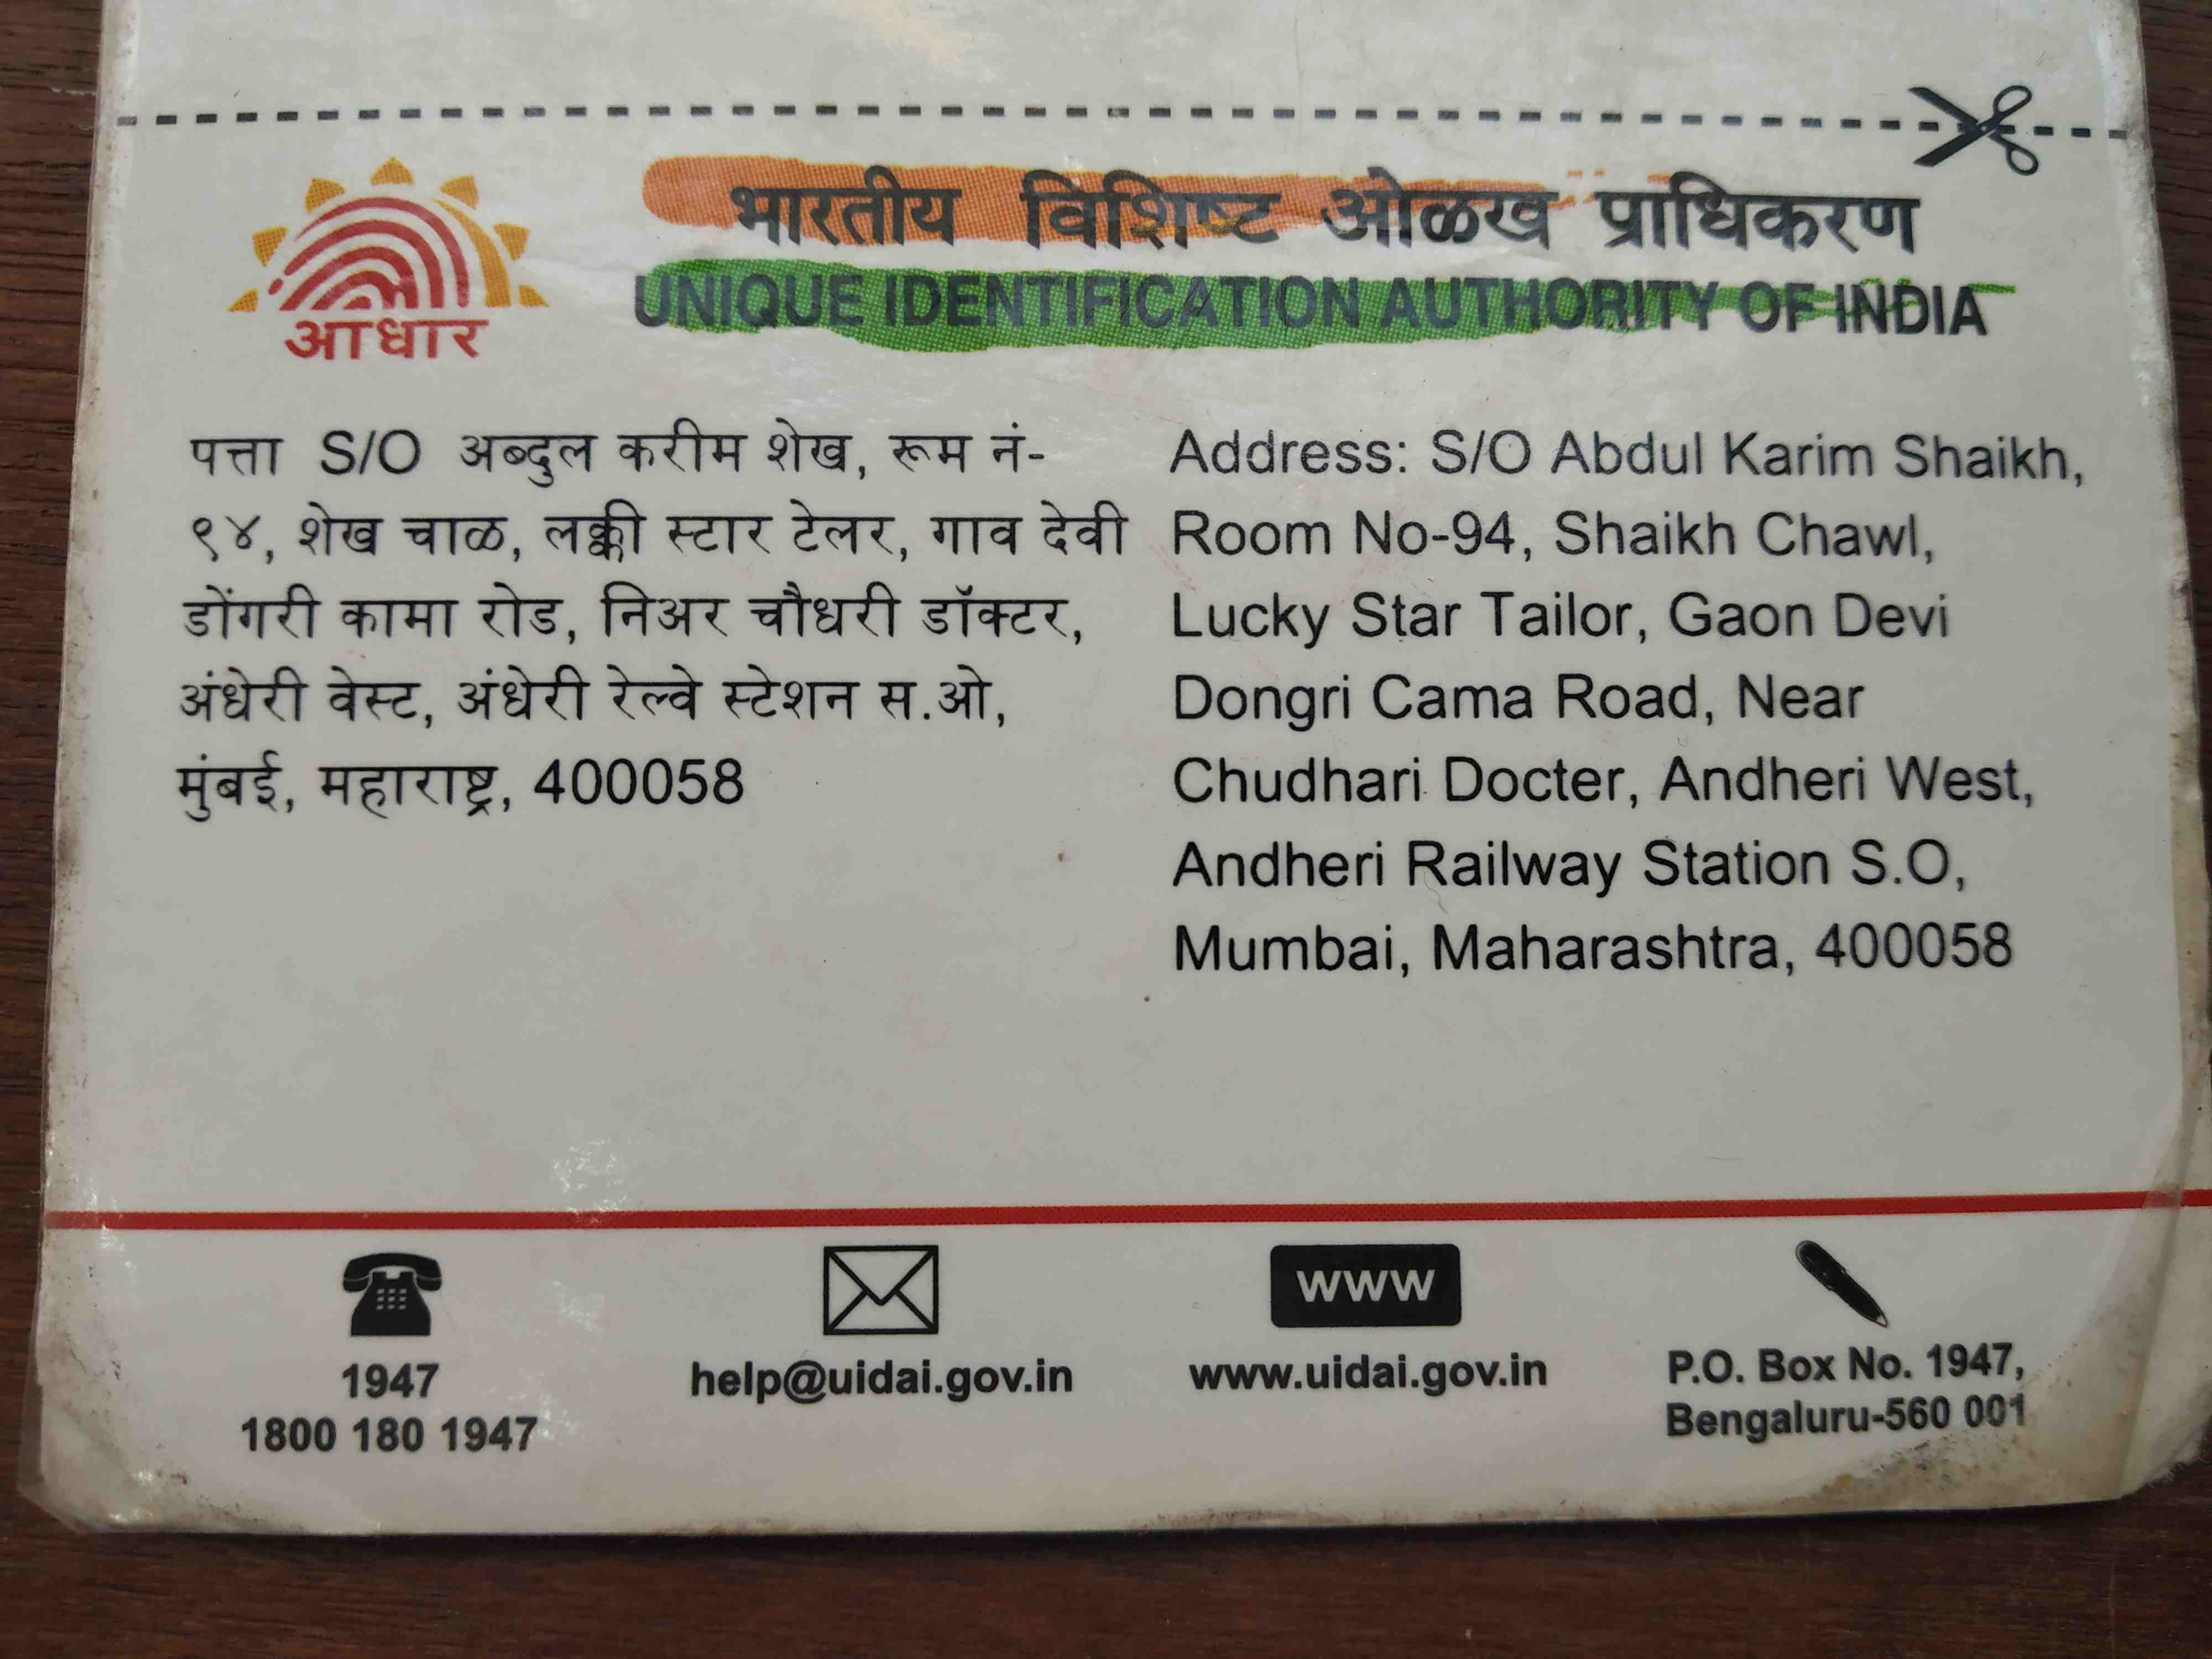 आधार
भारतीय विशिष्ट ओळख प्राधिकरण
UNIQUE IDENTIFICATION AUTHORITY OF INDIA
पत्ता S/O अब्दुल करीम शेख, रूम नं-
९४, शेख चाळ, लक्की स्टार टेलर, गाव देवी
डोंगरी कामा रोड, निअर चौधरी डॉक्टर,
अंधेरी वेस्ट, अंधेरी रेल्वे स्टेशन स.ओ,
मुंबई, महाराष्ट्र, 400058
Address: S/O Abdul Karim Shaikh,
Room No-94, Shaikh Chawl,
Lucky Star Tailor, Gaon Devi
Dongri Cama Road, Near
Chudhari Docter, Andheri West,
Andheri Railway Station S.O,
Mumbai, Maharashtra, 400058
1947
1800 180 1947
help@uidai.gov.in
www
www.uidai.gov.in
P.O. Box No. 1947,
Bengaluru-560 001